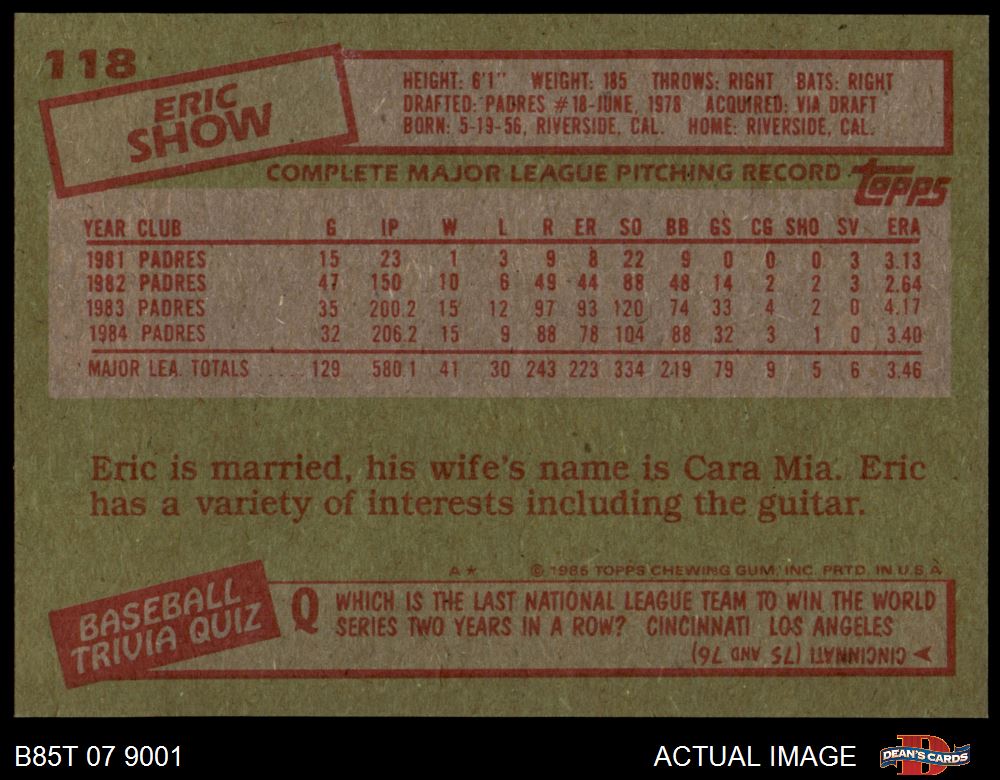 118
ERIC
SHOW
HEIGHT: 6'1" WEIGHT: 185 THROWS: RIGHT BATS: RIGHT
DRAFTED: PADRES #18-JUNE, 1978 ACQUIRED: VIA DRAFT
BORN: 5-19-56, RIVERSIDE, CAL. HOME: RIVERSIDE, CAL.
COMPLETE MAJOR LEAGUE PITCHING RECORD topps
YEAR CLUB G IP W L R ER SO BB GS CG SHO SV ERA
1981 PADRES 15 23 1 3 9 8 22 9 0 0 0 3 3.13
1982 PADRES 47 150 10 6 49 44 88 48 14 2 2 3 2.64
1983 PADRES 35 200.2 15 12 97 93 120 74 33 4 2 0 4.17
1984 PADRES 32 206.2 15 9 88 78 104 88 32 3 1 0 3.40
MAJOR LEA. TOTALS 129 580.1 41 30 243 223 334 219 79 9 5 6 3.46
Eric is married, his wife's name is Cara Mia. Eric
has a variety of interests including the guitar.
A* © 1985 TOPPS CHEWING GUM, INC. PRTD. IN U.S.A.
BASEBALL
TRIVIA QUIZ
Q WHICH IS THE LAST NATIONAL LEAGUE TEAM TO WIN THE WORLD
SERIES TWO YEARS IN A ROW? CINCINNATI LOS ANGELES
CINCINNATI (75 AND 76)
B85T 07 9001
ACTUAL IMAGE
DEAN'S CARDS